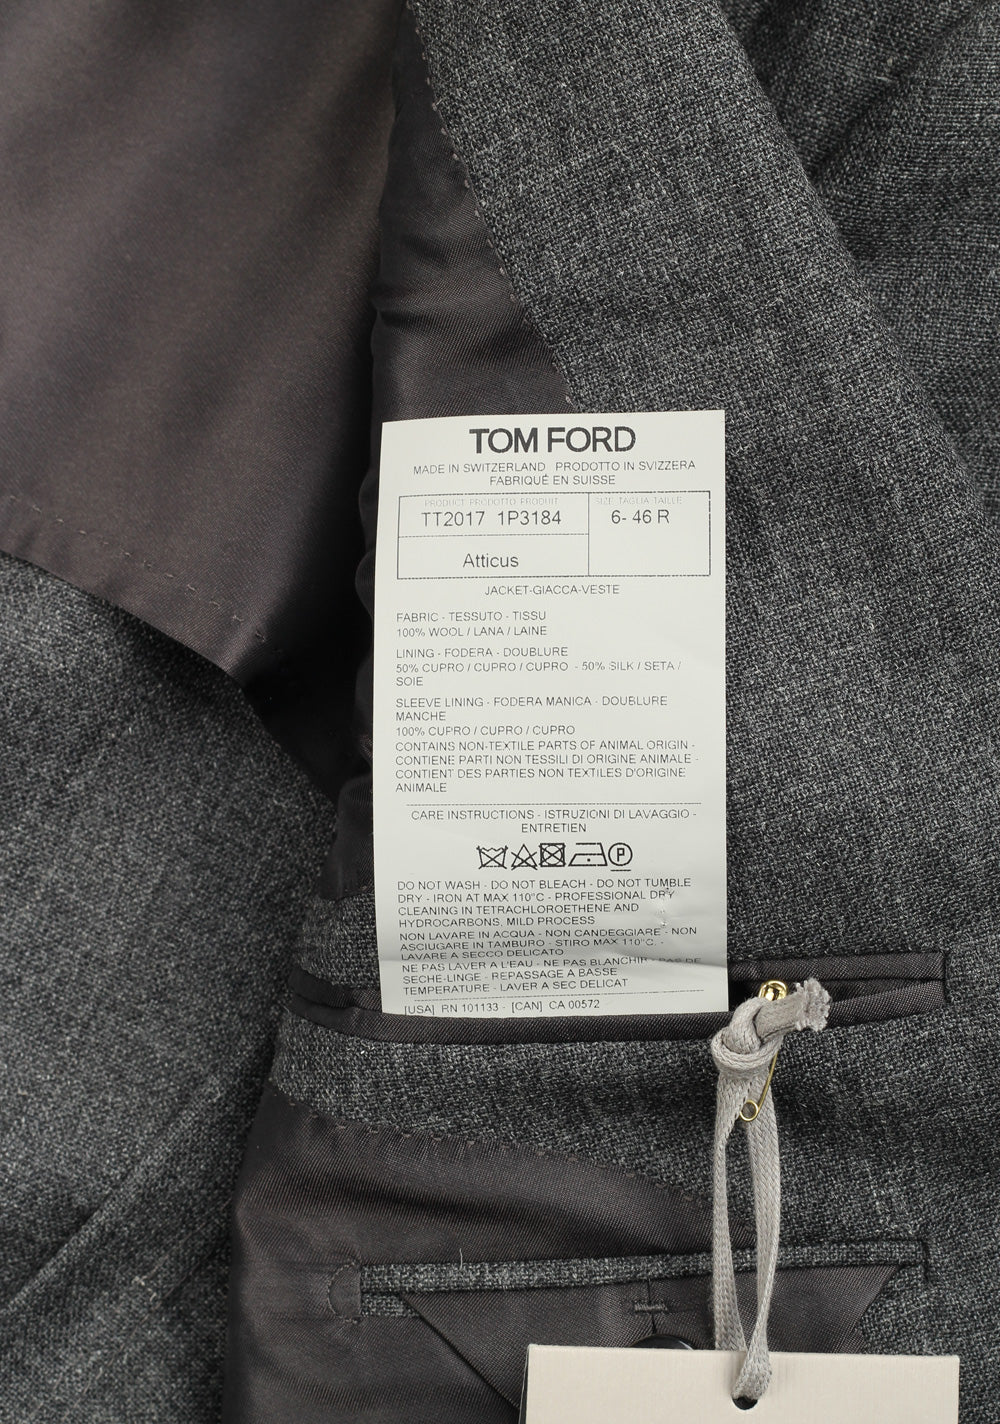 TOM FORD
MADE IN SWITZERLAND PRODOTTO IN SVIZZERA
FABRIQUÉ EN SUISSE
PRODUCT PRODOTTO PRODUIT
SIZE TAGLIA TAILLE
TT2017 1P3184
6- 46 R
Atticus
JACKET-GIACCA-VESTE
FABRIC - TESSUTO - TISSU
100% WOOL / LANA / LAINE
LINING - FODERA - DOUBLURE
50% CUPRO / CUPRO / CUPRO - 50% SILK / SETA /
SOIE
SLEEVE LINING - FODERA MANICA - DOUBLURE
MANCHE
100% CUPRO / CUPRO / CUPRO
CONTAINS NON-TEXTILE PARTS OF ANIMAL ORIGIN -
CONTIENE PARTI NON TESSILI DI ORIGINE ANIMALE -
CONTIENT DES PARTIES NON TEXTILES D'ORIGINE
ANIMALE
CARE INSTRUCTIONS - ISTRUZIONI DI LAVAGGIO -
ENTRETIEN
P
DO NOT WASH - DO NOT BLEACH - DO NOT TUMBLE
DRY - IRON AT MAX 110°C - PROFESSIONAL DRY
CLEANING IN TETRACHLOROETHENE AND
HYDROCARBONS, MILD PROCESS
NON LAVARE IN ACQUA - NON CANDEGGIARE - NON
ASCIUGARE IN TAMBURO - STIRO MAX 110°C. -
LAVARE A SECCO DELICATO
NE PAS LAVER A L'EAU - NE PAS BLANCHIR - PAS DE
SECHE-LINGE - REPASSAGE A BASSE
TEMPERATURE - LAVER A SEC DELICAT
[USA] RN 101133 - [CAN] CA 00572